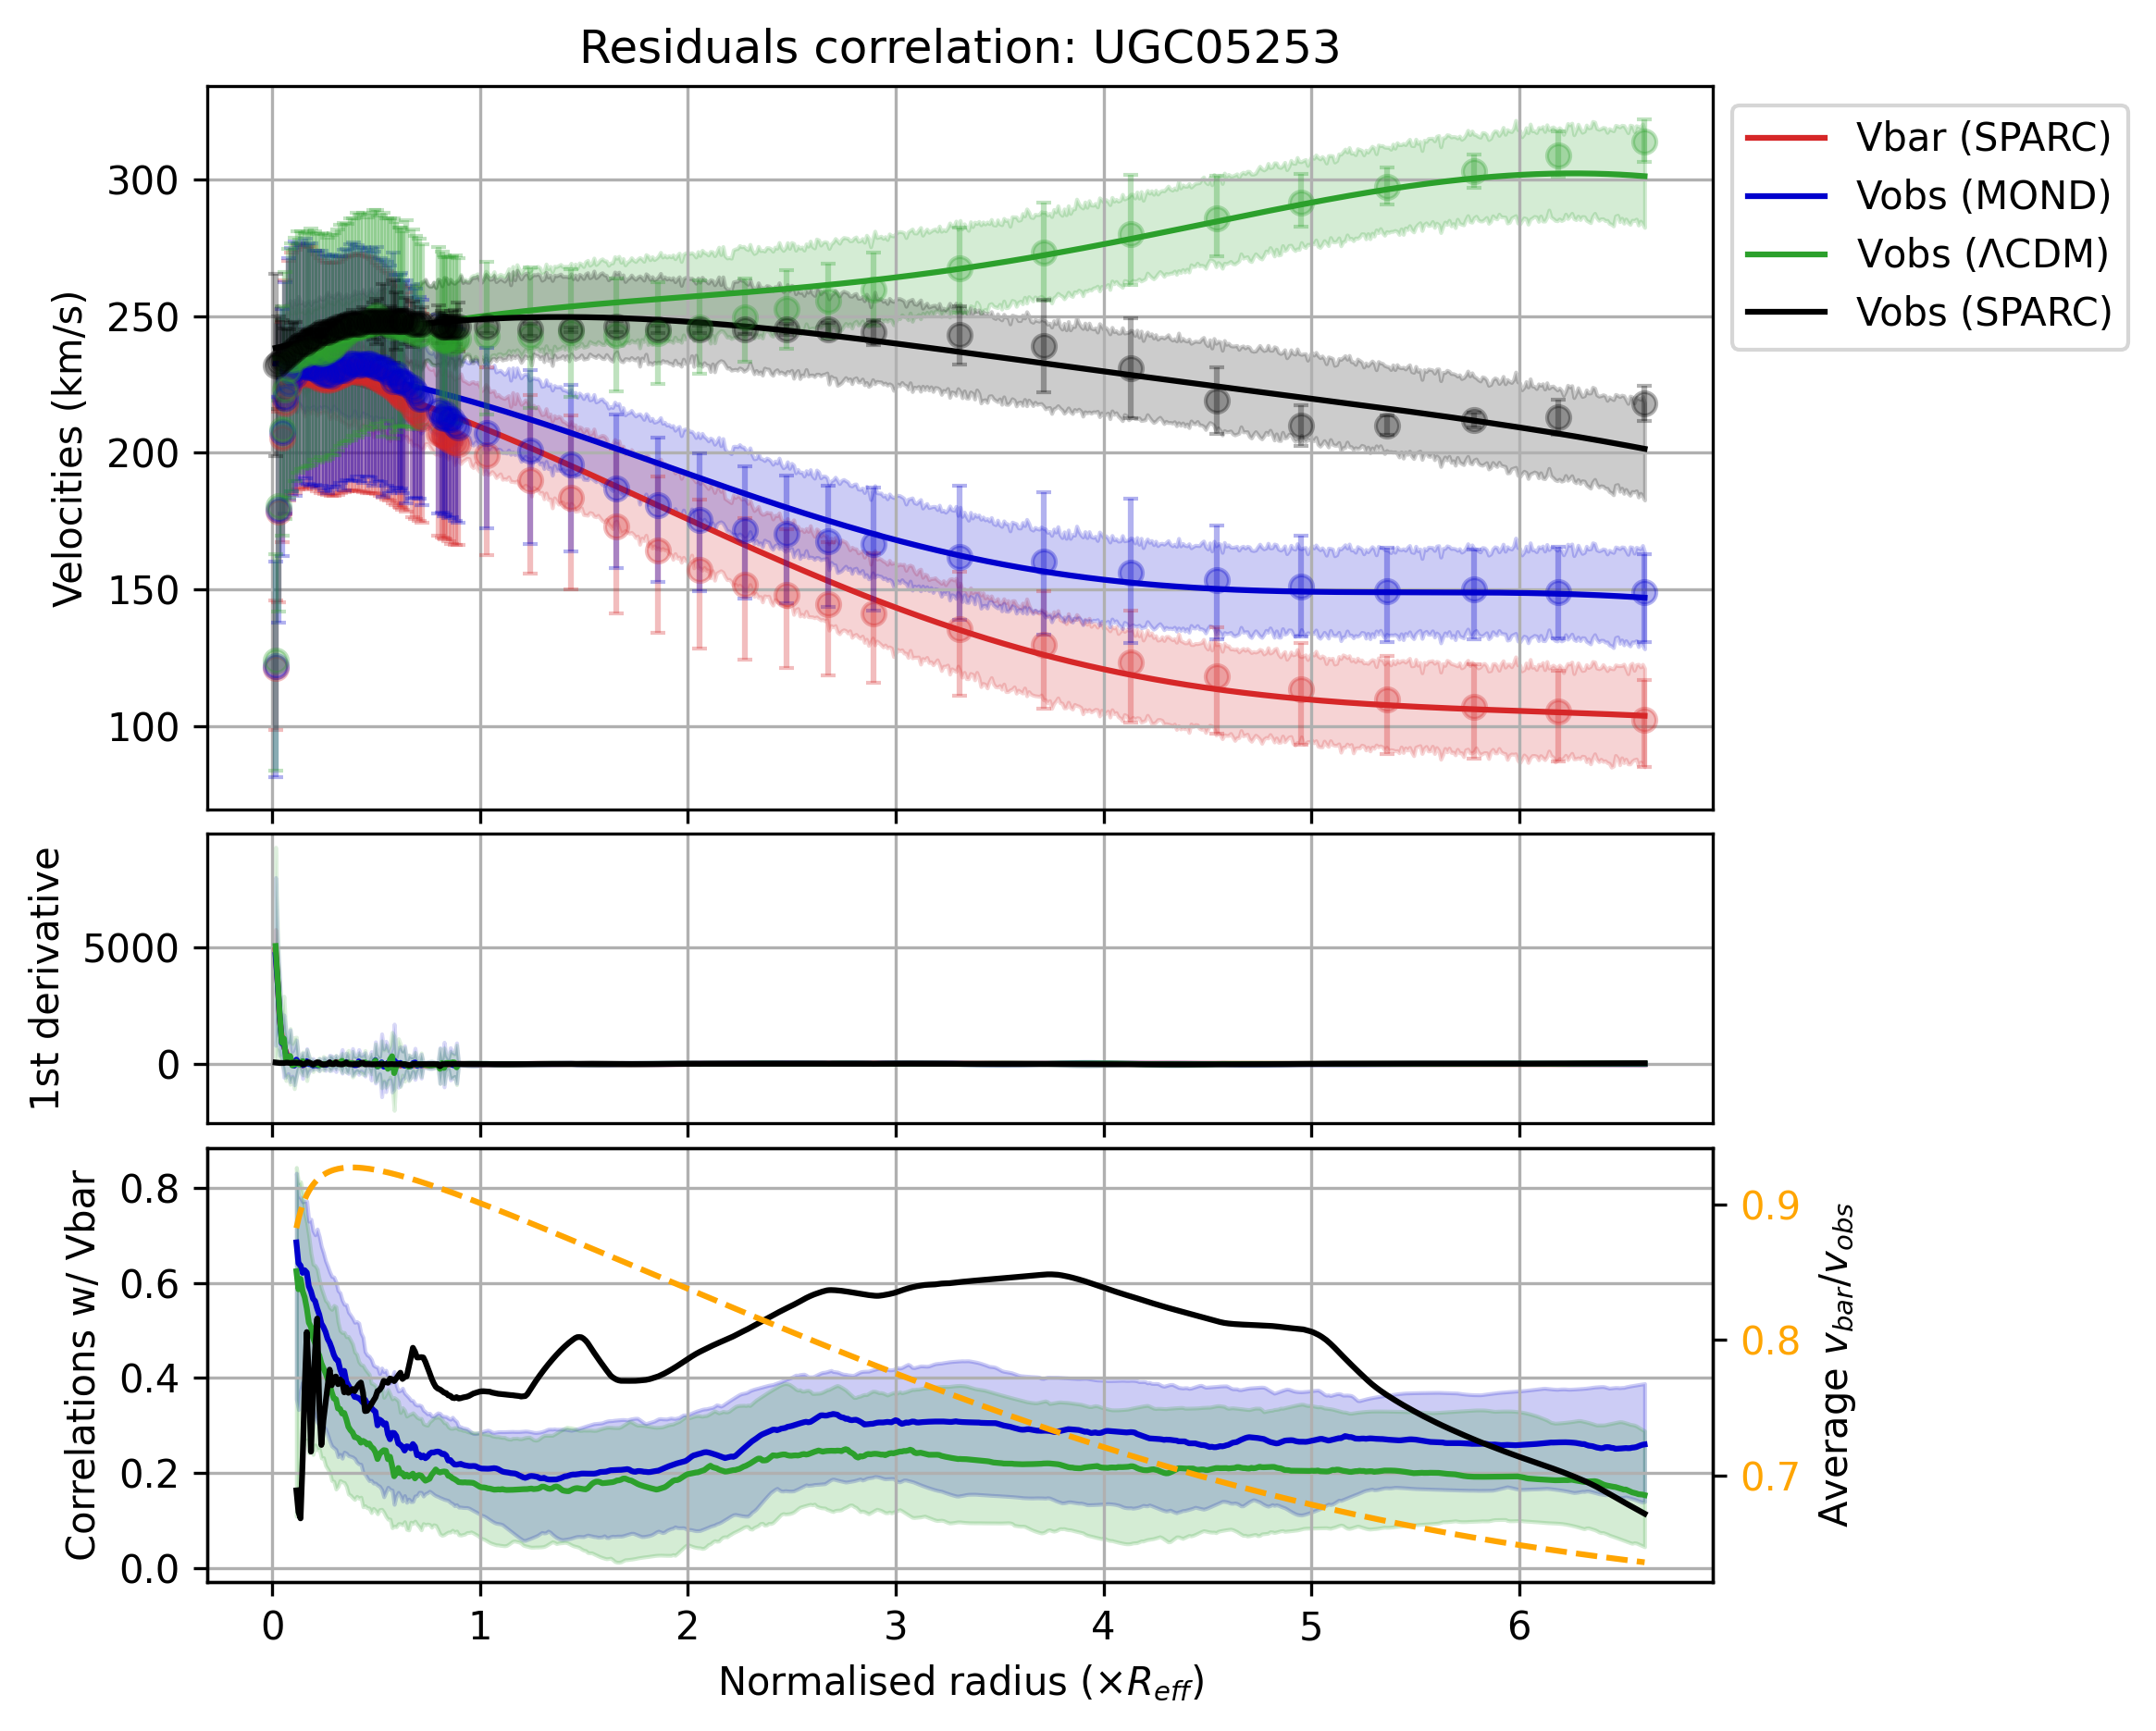 Residuals correlation: UGC05253
Velocities (km/s)
300
250
200
150
100
Vbar (SPARC)
Vobs (MOND)
Vobs (ΛCDM)
Vobs (SPARC)
1st derivative
5000
0
Correlations w/ Vbar
0.8
0.6
0.4
0.2
0.0
0.9
0.8
0.7
Average v_bar/v_obs
0 1 2 3 4 5 6
Normalised radius (×R_eff)